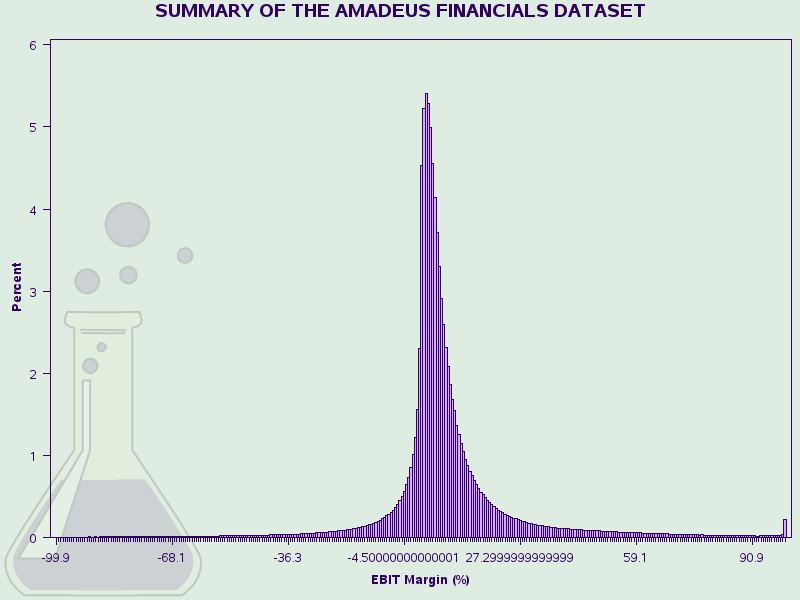 SUMMARY OF THE AMADEUS FINANCIALS DATASET
6
5
4
3
2
1
0
Percent
-99.9 -68.1 -36.3 -4.50000000000001 27.2999999999999 59.1 90.9
EBIT Margin (%)